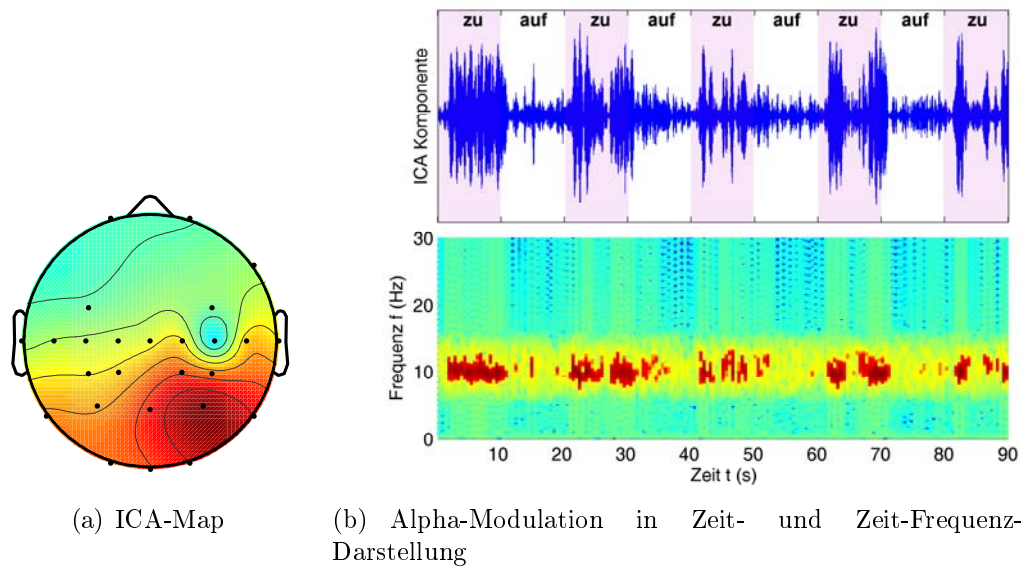 zu auf zu auf zu auf zu auf zu
ICA Komponente
30
20
10
0
Frequenz f (Hz)
10 20 30 40 50 60 70 80 90
Zeit t (s)
(a) ICA-Map
(b) Alpha-Modulation in Zeit- und Zeit-Frequenz-
Darstellung